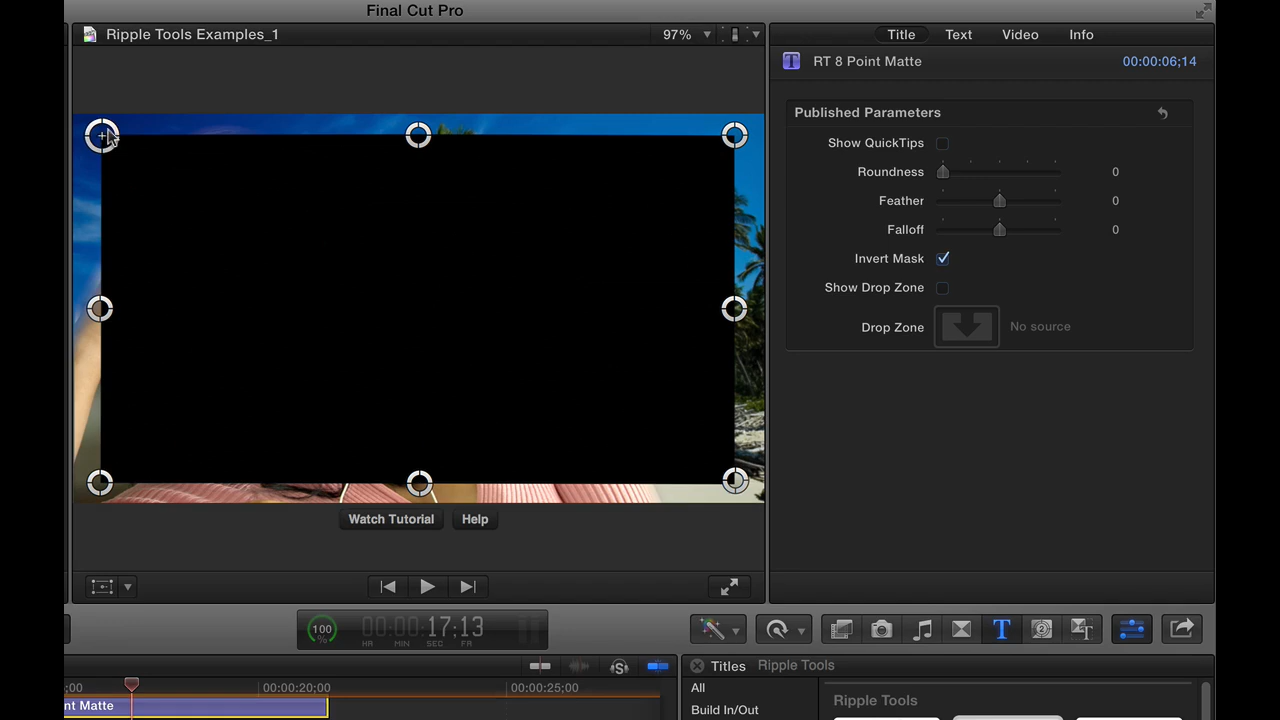 Final Cut Pro
Ripple Tools Examples_1
97%
Title Text Video Info
RT 8 Point Matte
00:00:06;14
Published Parameters
Show QuickTips
Roundness
0
Feather
0
Falloff
0
Invert Mask
Show Drop Zone
Drop Zone
No source
Watch Tutorial
Help
100
%
00:00:17;13
HR MIN SEC FR
Titles Ripple Tools
;00
00:00:20;00
00:00:25;00
nt Matte
All
Build In/Out
Ripple Tools